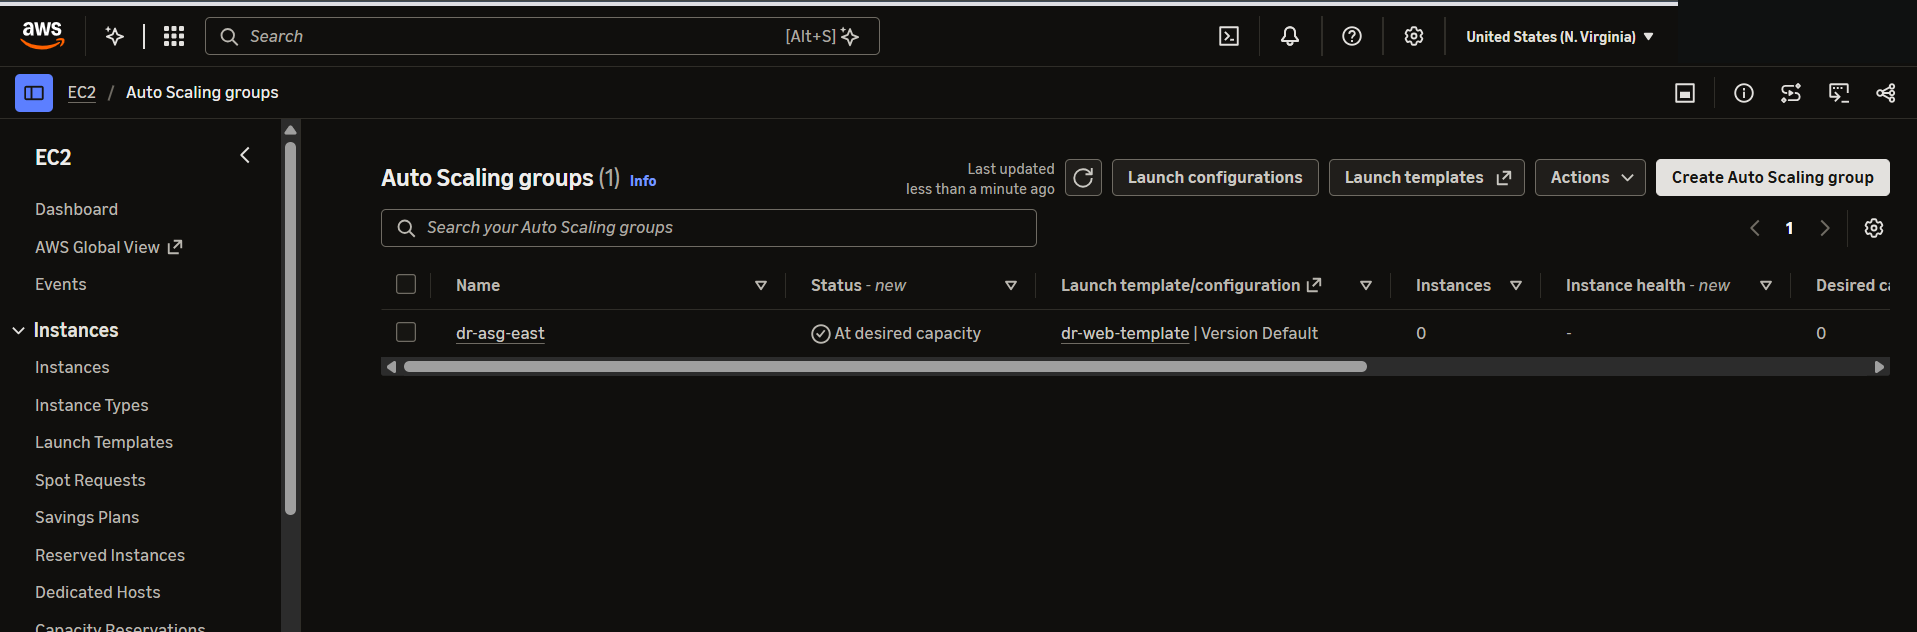 aws
Search [Alt+S]
United States (N. Virginia)
EC2 / Auto Scaling groups
EC2
Dashboard
AWS Global View
Events
Instances
Instances
Instance Types
Launch Templates
Spot Requests
Savings Plans
Reserved Instances
Dedicated Hosts
Capacity Reservations
Auto Scaling groups (1) Info
Last updated
less than a minute ago
Launch configurations
Launch templates
Actions
Create Auto Scaling group
Search your Auto Scaling groups
1
Name Status - new Launch template/configuration Instances Instance health - new Desired ca
dr-asg-east At desired capacity dr-web-template | Version Default 0 - 0